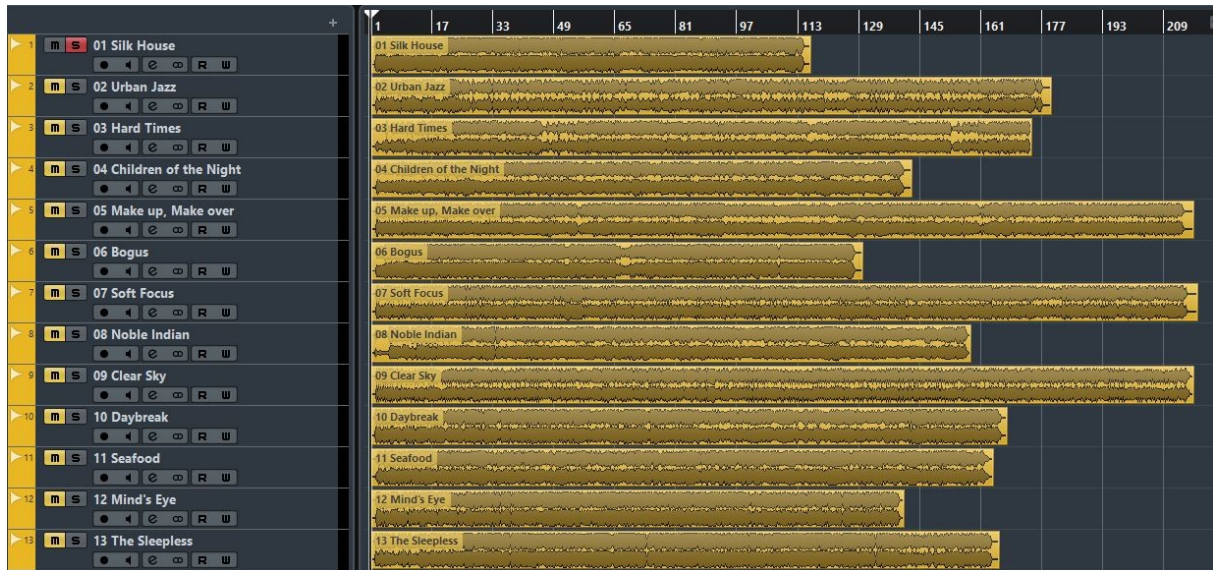 +
1 17 33 49 65 81 97 113 129 145 161 177 193 209
1 m S 01 Silk House 01 Silk House
e R W
2 m S 02 Urban Jazz 02 Urban Jazz
e R W
3 m S 03 Hard Times 03 Hard Times
e R W
4 m S 04 Children of the Night 04 Children of the Night
e R W
5 m S 05 Make up, Make over 05 Make up, Make over
e R W
6 m S 06 Bogus 06 Bogus
e R W
7 m S 07 Soft Focus 07 Soft Focus
e R W
8 m S 08 Noble Indian 08 Noble Indian
e R W
9 m S 09 Clear Sky 09 Clear Sky
e R W
10 m S 10 Daybreak 10 Daybreak
e R W
11 m S 11 Seafood 11 Seafood
e R W
12 m S 12 Mind's Eye 12 Mind's Eye
e R W
13 m S 13 The Sleepless 13 The Sleepless
e R W